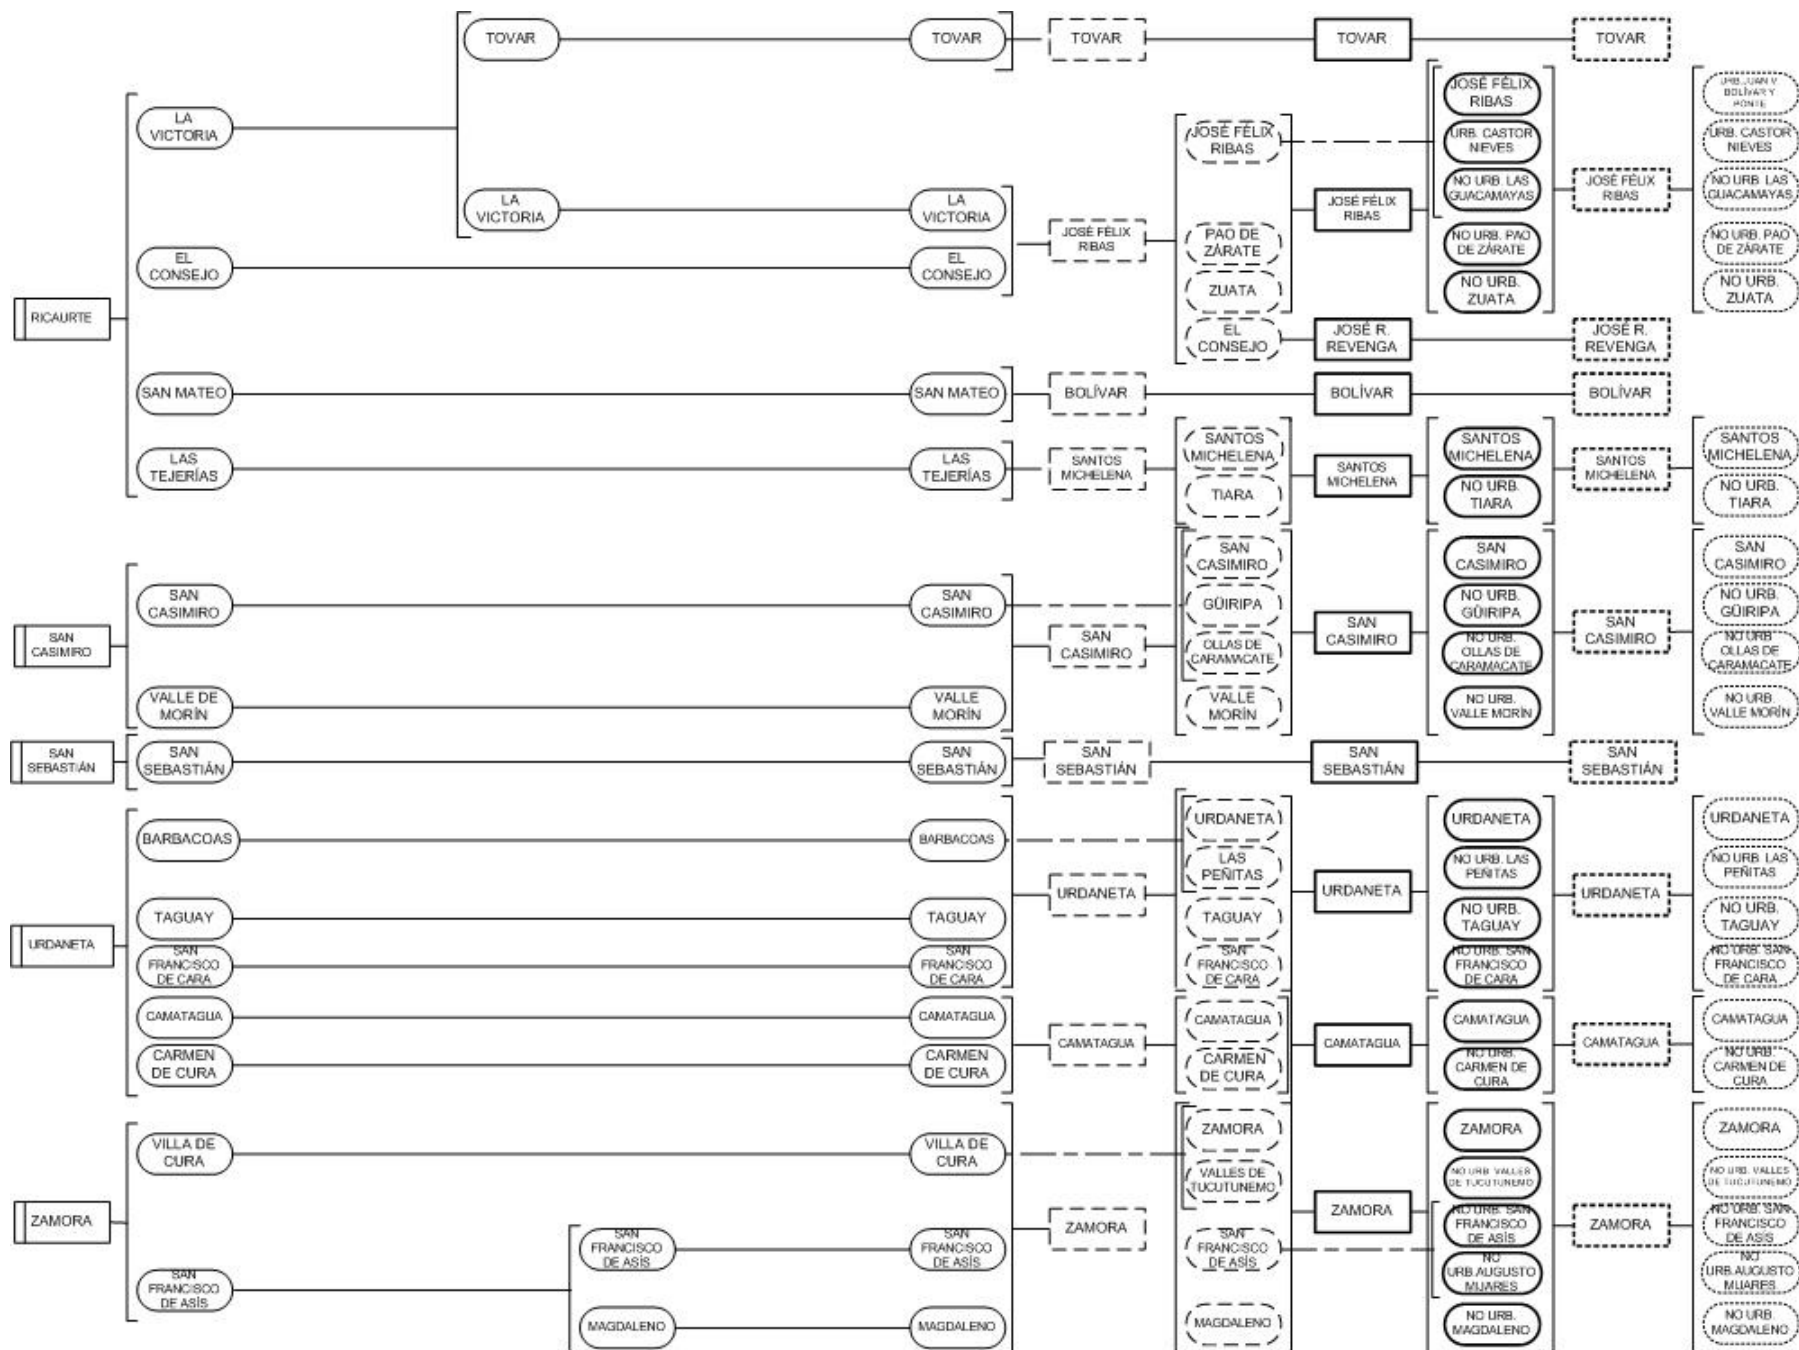 TOVAR
TOVAR
TOVAR
TOVAR
TOVAR
LA
VICTORIA
LA
VICTORIA
LA
VICTORIA
EL
CONSEJO
EL
CONSEJO
JOSÉ FÉLIX
RIBAS
JOSÉ FÉLIX
RIBAS
PAO DE
ZÁRATE
ZUATA
EL
CONSEJO
JOSÉ FÉLIX
RIBAS
JOSÉ R.
REVENGA
JOSÉ FÉLIX
RIBAS
URB. CASTOR
NIEVES
NO URB. LAS
GUACAMAYAS
NO URB. PAO
DE ZÁRATE
NO URB.
ZUATA
JOSÉ FÉLIX
RIBAS
JOSÉ R.
REVENGA
URB.JUAN V
BOLÍVAR Y
PONTE
URB. CASTOR
NIEVES
NO URB. LAS
GUACAMAYAS
NO URB. PAO
DE ZÁRATE
NO URB.
ZUATA
RICAURTE
SAN MATEO
SAN MATEO
BOLÍVAR
BOLÍVAR
BOLÍVAR
LAS
TEJERÍAS
LAS
TEJERÍAS
SANTOS
MICHELENA
SANTOS
MICHELENA
TIARA
SANTOS
MICHELENA
SANTOS
MICHELENA
NO URB.
TIARA
SANTOS
MICHELENA
SANTOS
MICHELENA
NO URB.
TIARA
SAN
CASIMIRO
SAN
CASIMIRO
VALLE DE
MORÍN
SAN
CASIMIRO
VALLE
MORÍN
SAN
CASIMIRO
SAN
CASIMIRO
GÜIRIPA
OLLAS DE
CARAMACATE
VALLE
MORÍN
SAN
CASIMIRO
SAN
CASIMIRO
NO URB.
GÜIRIPA
NO URB.
OLLAS DE
CARAMACATE
NO URB.
VALLE MORÍN
SAN
CASIMIRO
SAN
CASIMIRO
NO URB.
GÜIRIPA
NO URB
OLLAS DE
CARAMACATE
NO URB.
VALLE MORÍN
SAN
SEBASTIÁN
SAN
SEBASTIÁN
SAN
SEBASTIÁN
SAN
SEBASTIÁN
SAN
SEBASTIÁN
SAN
SEBASTIÁN
URDANETA
BARBACOAS
TAGUAY
SAN
FRANCISCO
DE CARA
CAMATAGUA
CARMEN
DE CURA
BARBACOAS
TAGUAY
SAN
FRANCISCO
DE CARA
CAMATAGUA
CARMEN
DE CURA
URDANETA
CAMATAGUA
URDANETA
LAS
PEÑITAS
TAGUAY
SAN
FRANCISCO
DE CARA
CAMATAGUA
CARMEN
DE CURA
URDANETA
CAMATAGUA
URDANETA
NO URB. LAS
PEÑITAS
NO URB.
TAGUAY
NO URB. SAN
FRANCISCO
DE CARA
CAMATAGUA
NO URB.
CARMEN DE
CURA
URDANETA
CAMATAGUA
URDANETA
NO URB. LAS
PEÑITAS
NO URB.
TAGUAY
NO URB. SAN
FRANCISCO
DE CARA
CAMATAGUA
NO URB.
CARMEN DE
CURA
ZAMORA
VILLA DE
CURA
SAN
FRANCISCO
DE ASÍS
SAN
FRANCISCO
DE ASÍS
MAGDALENO
VILLA DE
CURA
SAN
FRANCISCO
DE ASÍS
MAGDALENO
ZAMORA
ZAMORA
VALLES DE
TUCUTUNEMO
SAN
FRANCISCO
DE ASÍS
MAGDALENO
ZAMORA
ZAMORA
NO URB VALLES
DE TUCUTUNEMO
NO URB. SAN
FRANCISCO
DE ASÍS
NO
URB.AUGUSTO
MIJARES
NO URB.
MAGDALENO
ZAMORA
ZAMORA
NO URB. VALLES
DE TUCUTUNEMO
NO URB. SAN
FRANCISCO
DE ASÍS
NO
URB.AUGUSTO
MIJARES
NO URB.
MAGDALENO